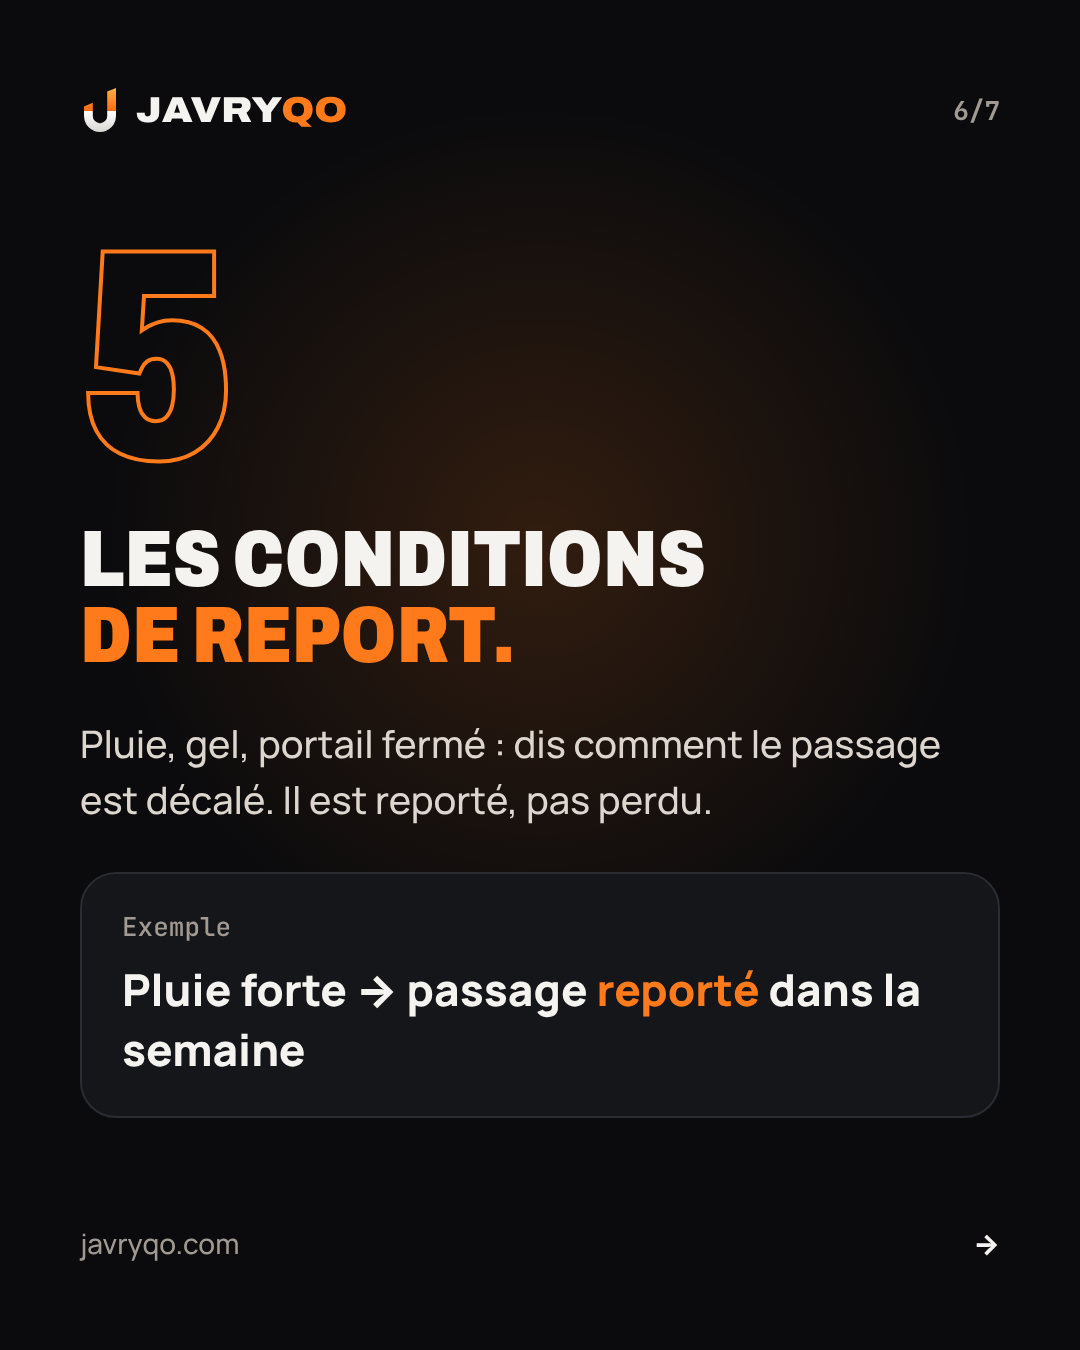 JAVRYQO
6/7
5
LES CONDITIONS
DE REPORT.
Pluie, gel, portail fermé : dis comment le passage
est décalé. Il est reporté, pas perdu.
Exemple
Pluie forte → passage reporté dans la
semaine
javryqo.com
→